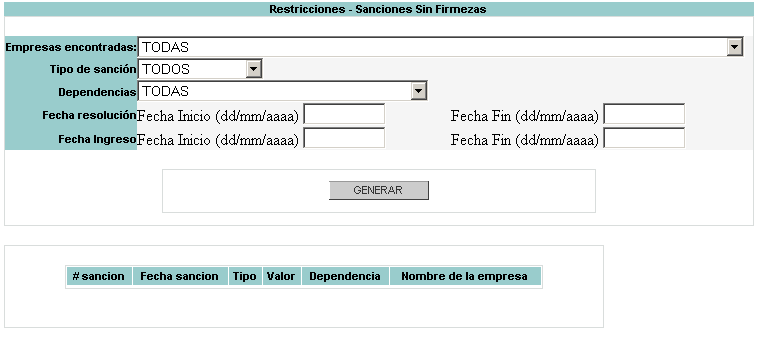 Restricciones - Sanciones Sin Firmezas
Empresas encontradas: TODAS
Tipo de sanción TODOS
Dependencias TODAS
Fecha resolución Fecha Inicio (dd/mm/aaaa) Fecha Fin (dd/mm/aaaa)
Fecha Ingreso Fecha Inicio (dd/mm/aaaa) Fecha Fin (dd/mm/aaaa)
GENERAR
# sancion Fecha sancion Tipo Valor Dependencia Nombre de la empresa